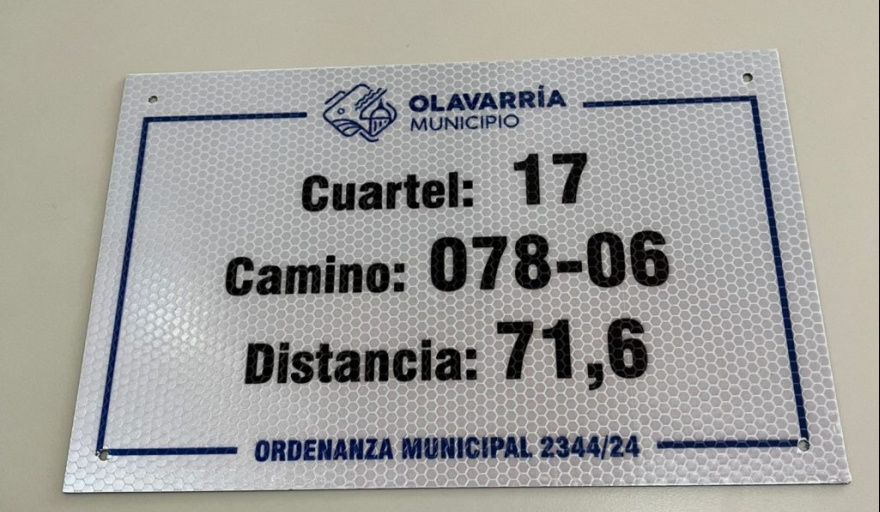 OLAVARRÍA
MUNICIPIO
Cuartel: 17
Camino: 078-06
Distancia: 71,6
ORDENANZA MUNICIPAL 2344/24